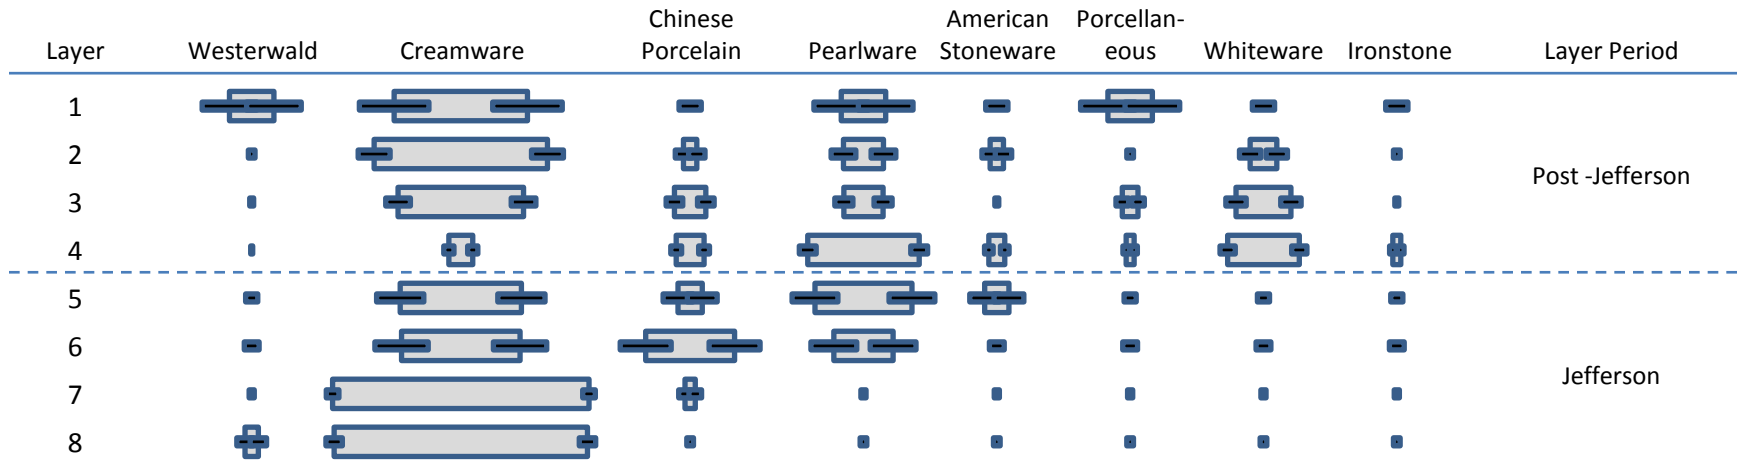 Chinese American Porcellan-
Layer Westerwald Creamware Porcelain Pearlware Stoneware eous Whiteware Ironstone Layer Period
1
2
Post -Jefferson
3
4
5
6
Jefferson
7
8